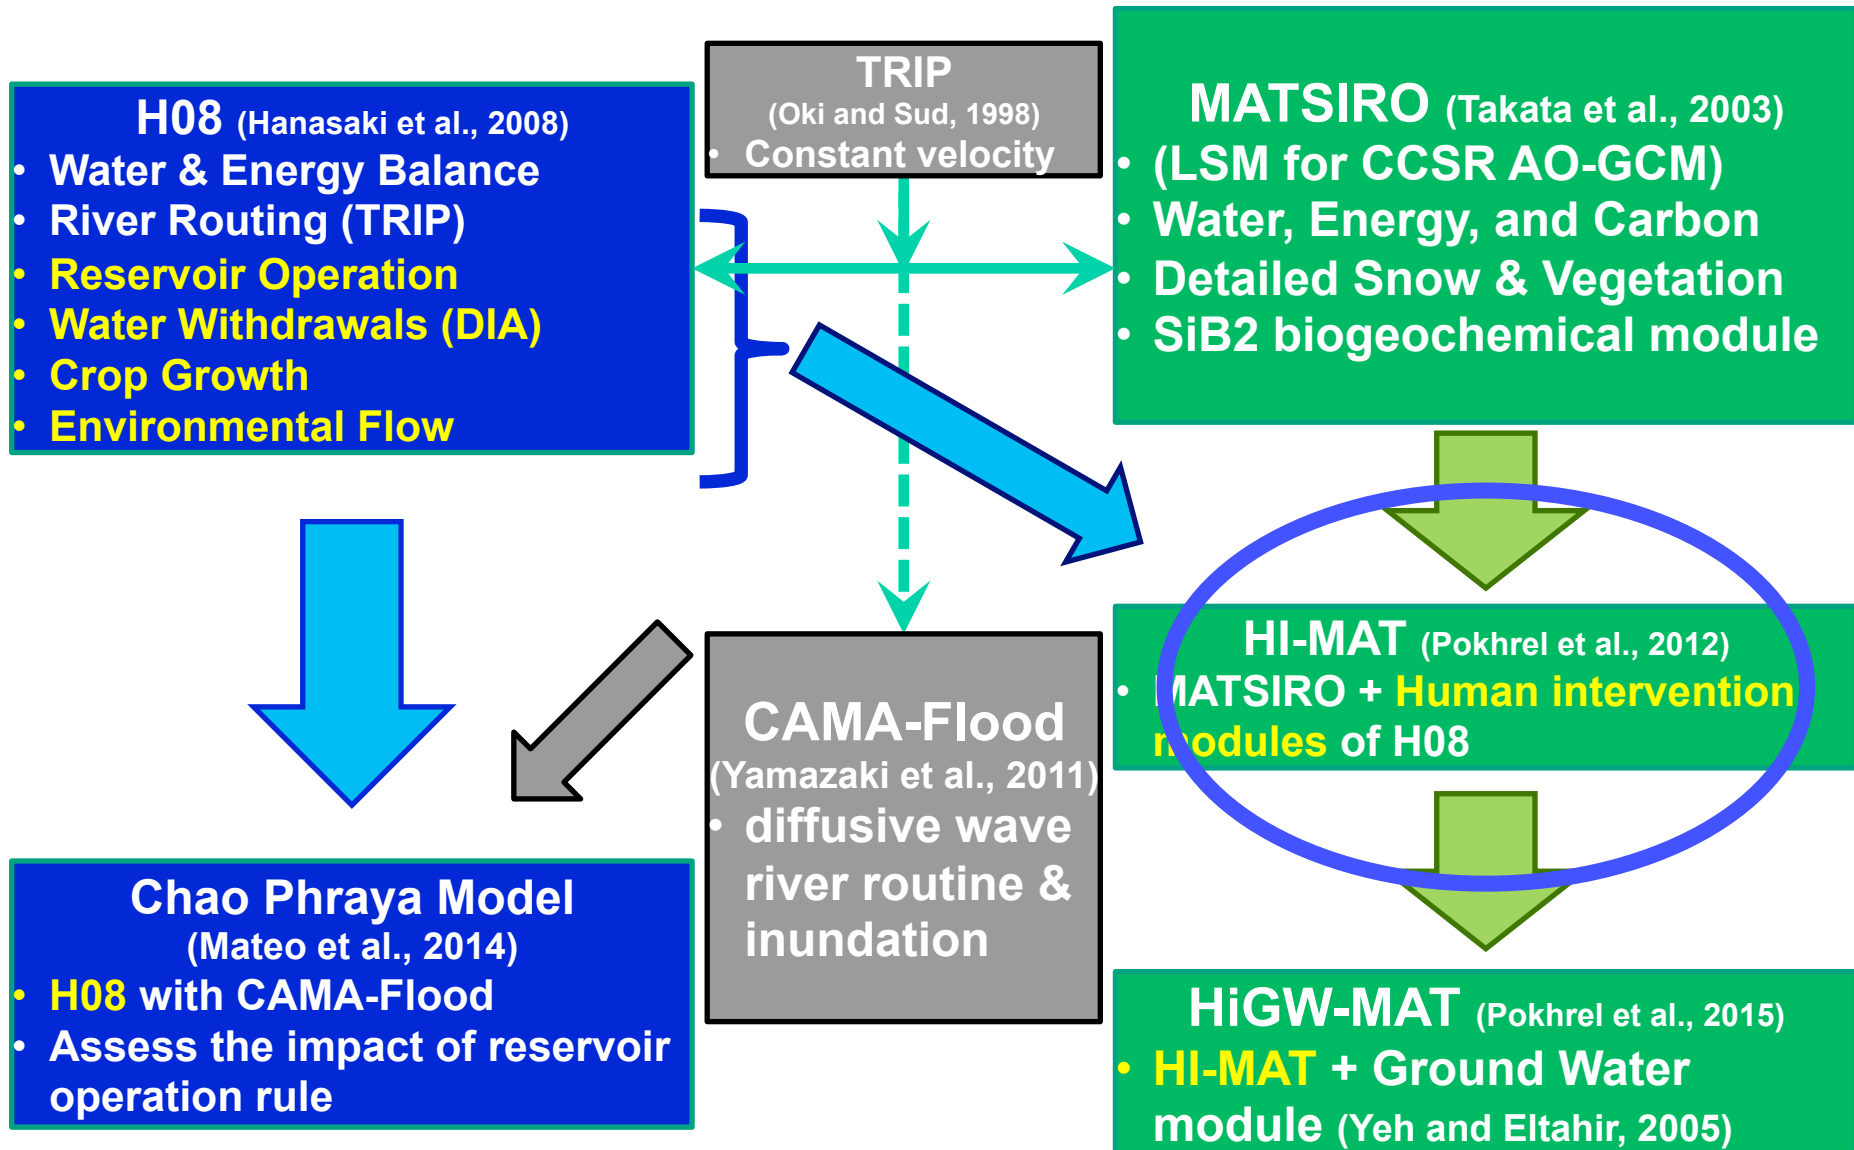 H08 (Hanasaki et al., 2008)
• Water & Energy Balance
• River Routing (TRIP)
• Reservoir Operation
• Water Withdrawals (DIA)
• Crop Growth
• Environmental Flow
TRIP
(Oki and Sud, 1998)
• Constant velocity
MATSIRO (Takata et al., 2003)
• (LSM for CCSR AO-GCM)
• Water, Energy, and Carbon
• Detailed Snow & Vegetation
• SiB2 biogeochemical module
HI-MAT (Pokhrel et al., 2012)
• MATSIRO + Human intervention
modules of H08
CAMA-Flood
(Yamazaki et al., 2011)
• diffusive wave
river routine &
inundation
Chao Phraya Model
(Mateo et al., 2014)
• H08 with CAMA-Flood
• Assess the impact of reservoir
operation rule
HiGW-MAT (Pokhrel et al., 2015)
• HI-MAT + Ground Water
module (Yeh and Eltahir, 2005)